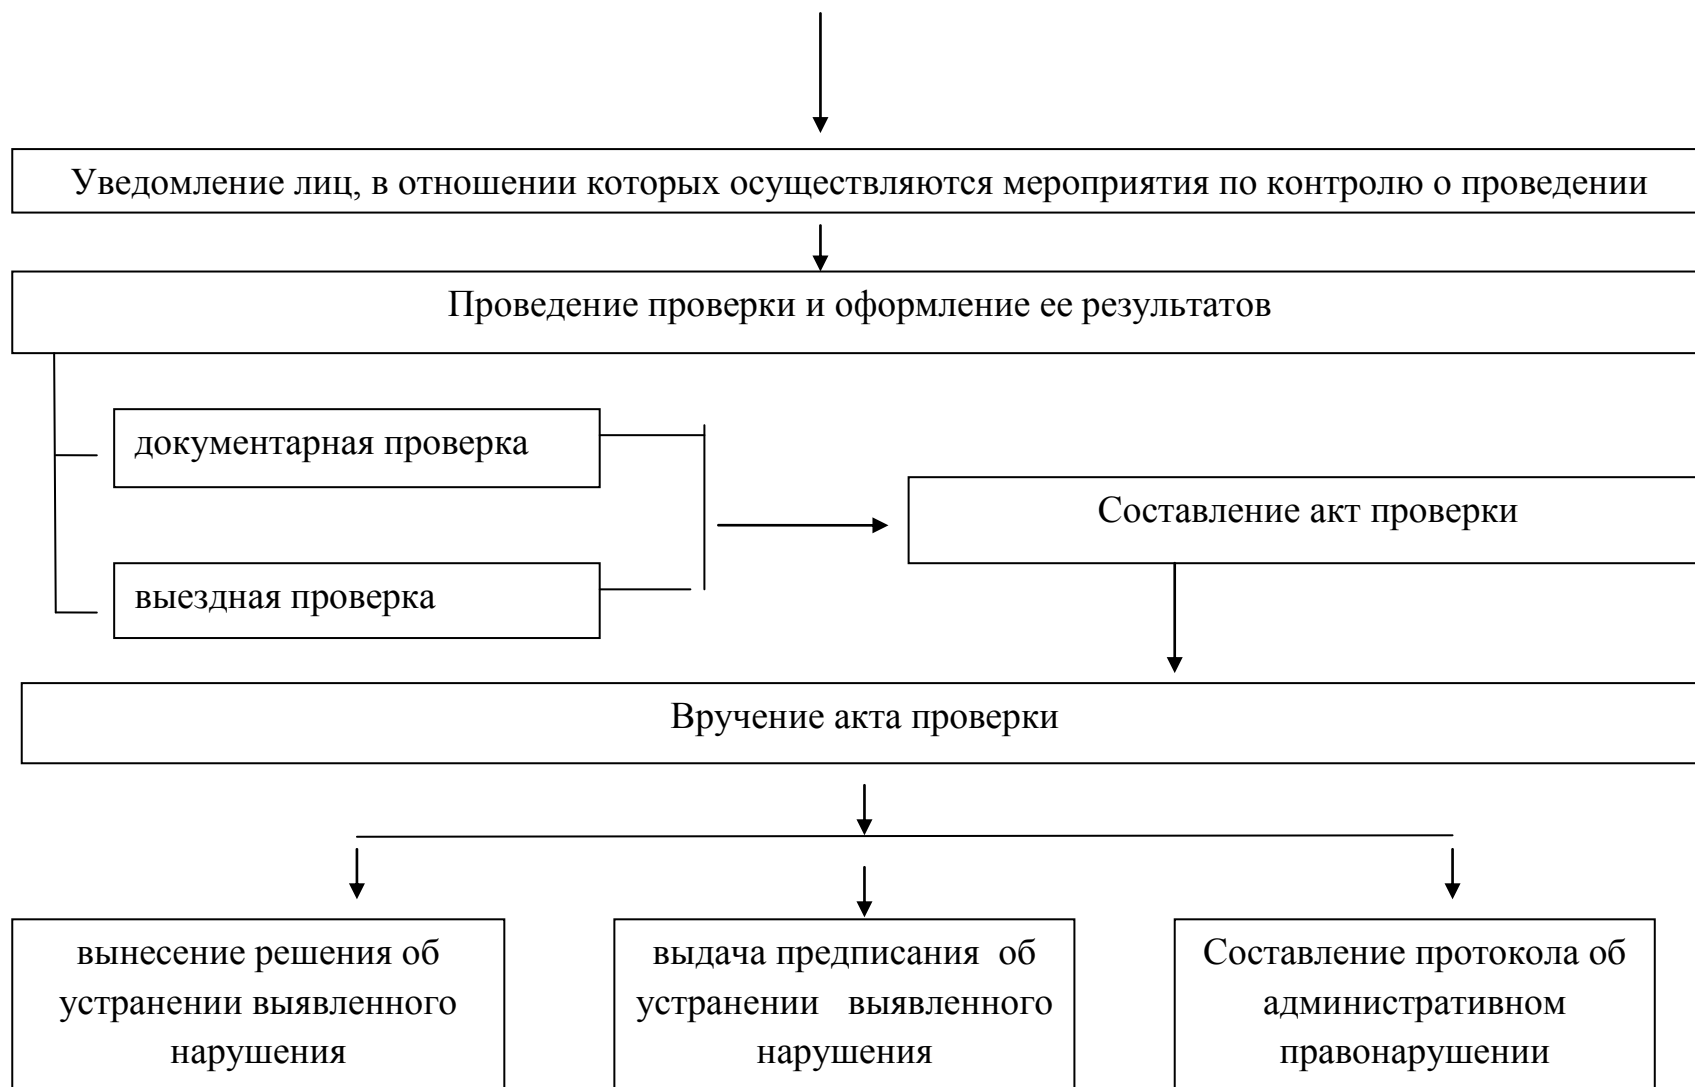 Уведомление лиц, в отношении которых осуществляются мероприятия по контролю о проведении
Проведение проверки и оформление ее результатов
документарная проверка
Составление акт проверки
выездная проверка
Вручение акта проверки
вынесение решения об
устранении выявленного
нарушения
выдача предписания об
устранении выявленного
нарушения
Составление протокола об
административном
правонарушении